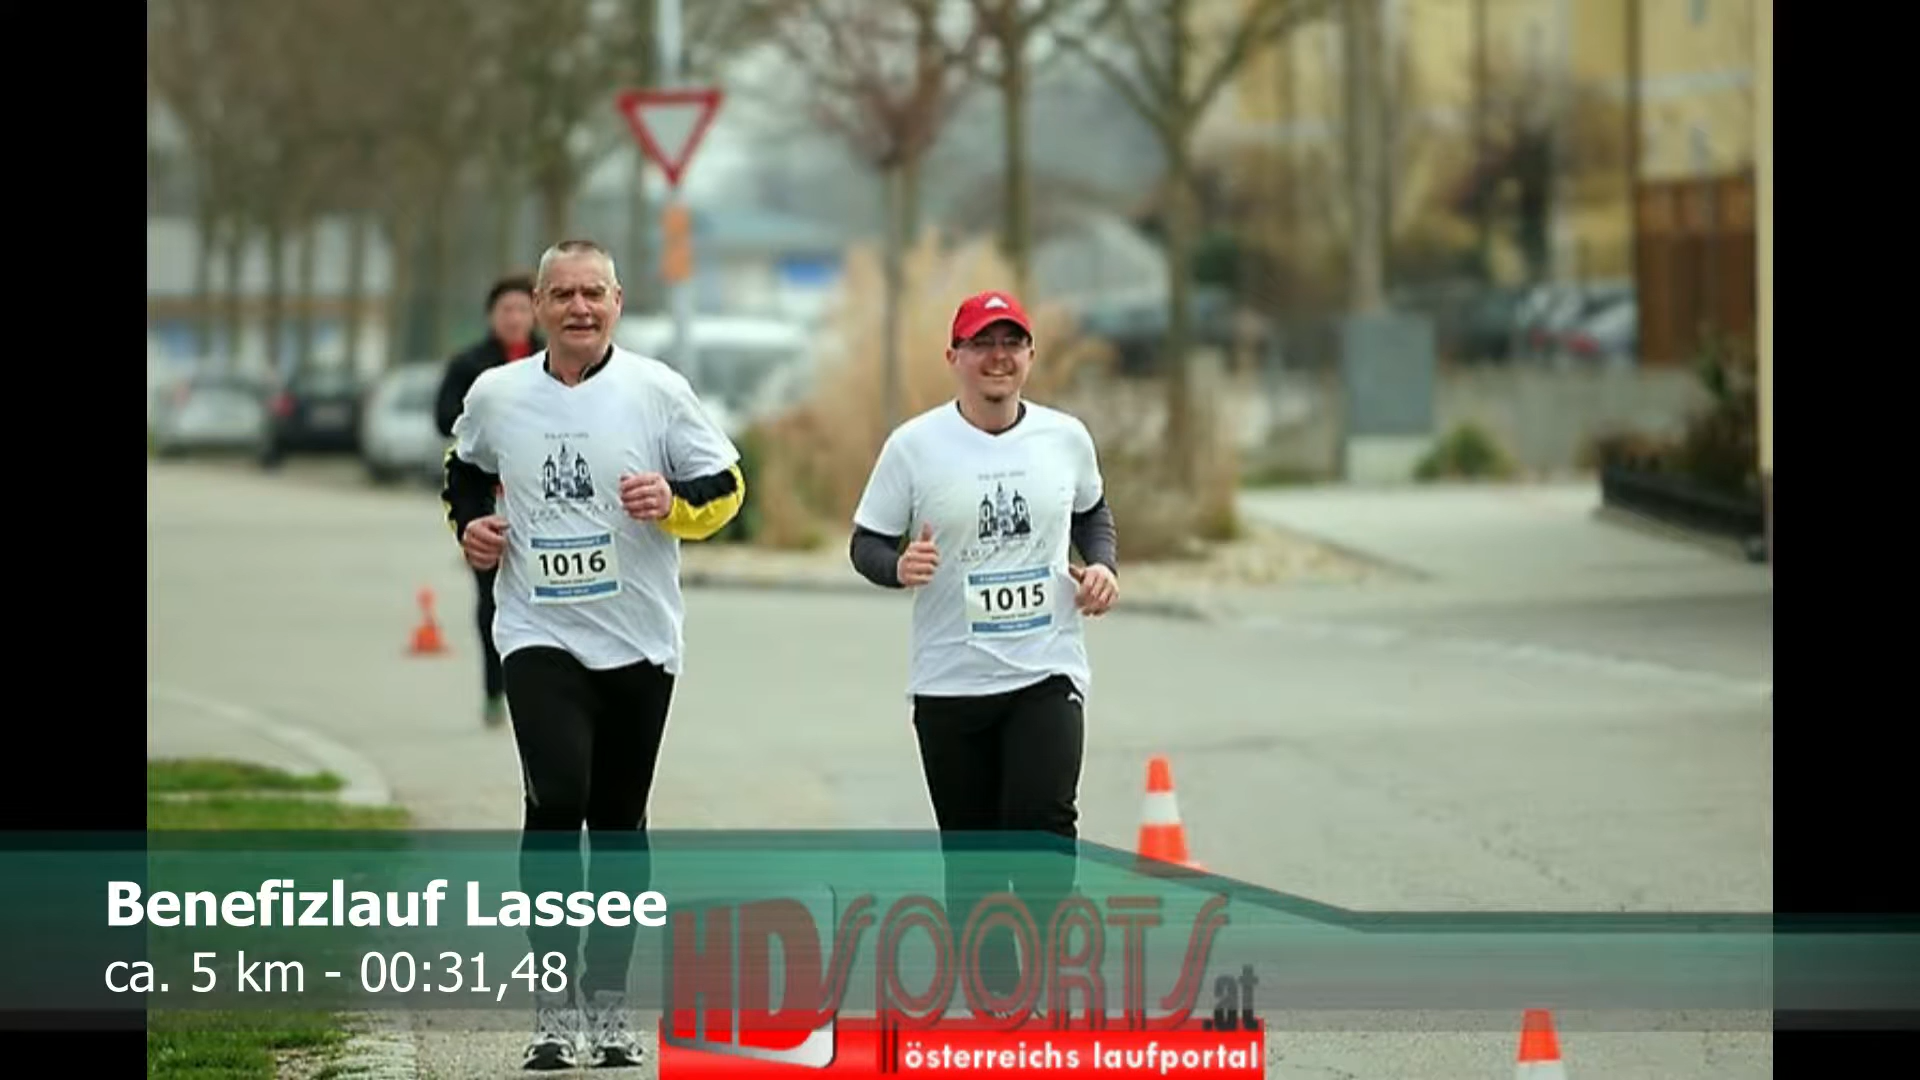 1016
1015
Benefizlauf Lassee
ca. 5 km - 00:31,48
HDsports.at
österreichs laufportal